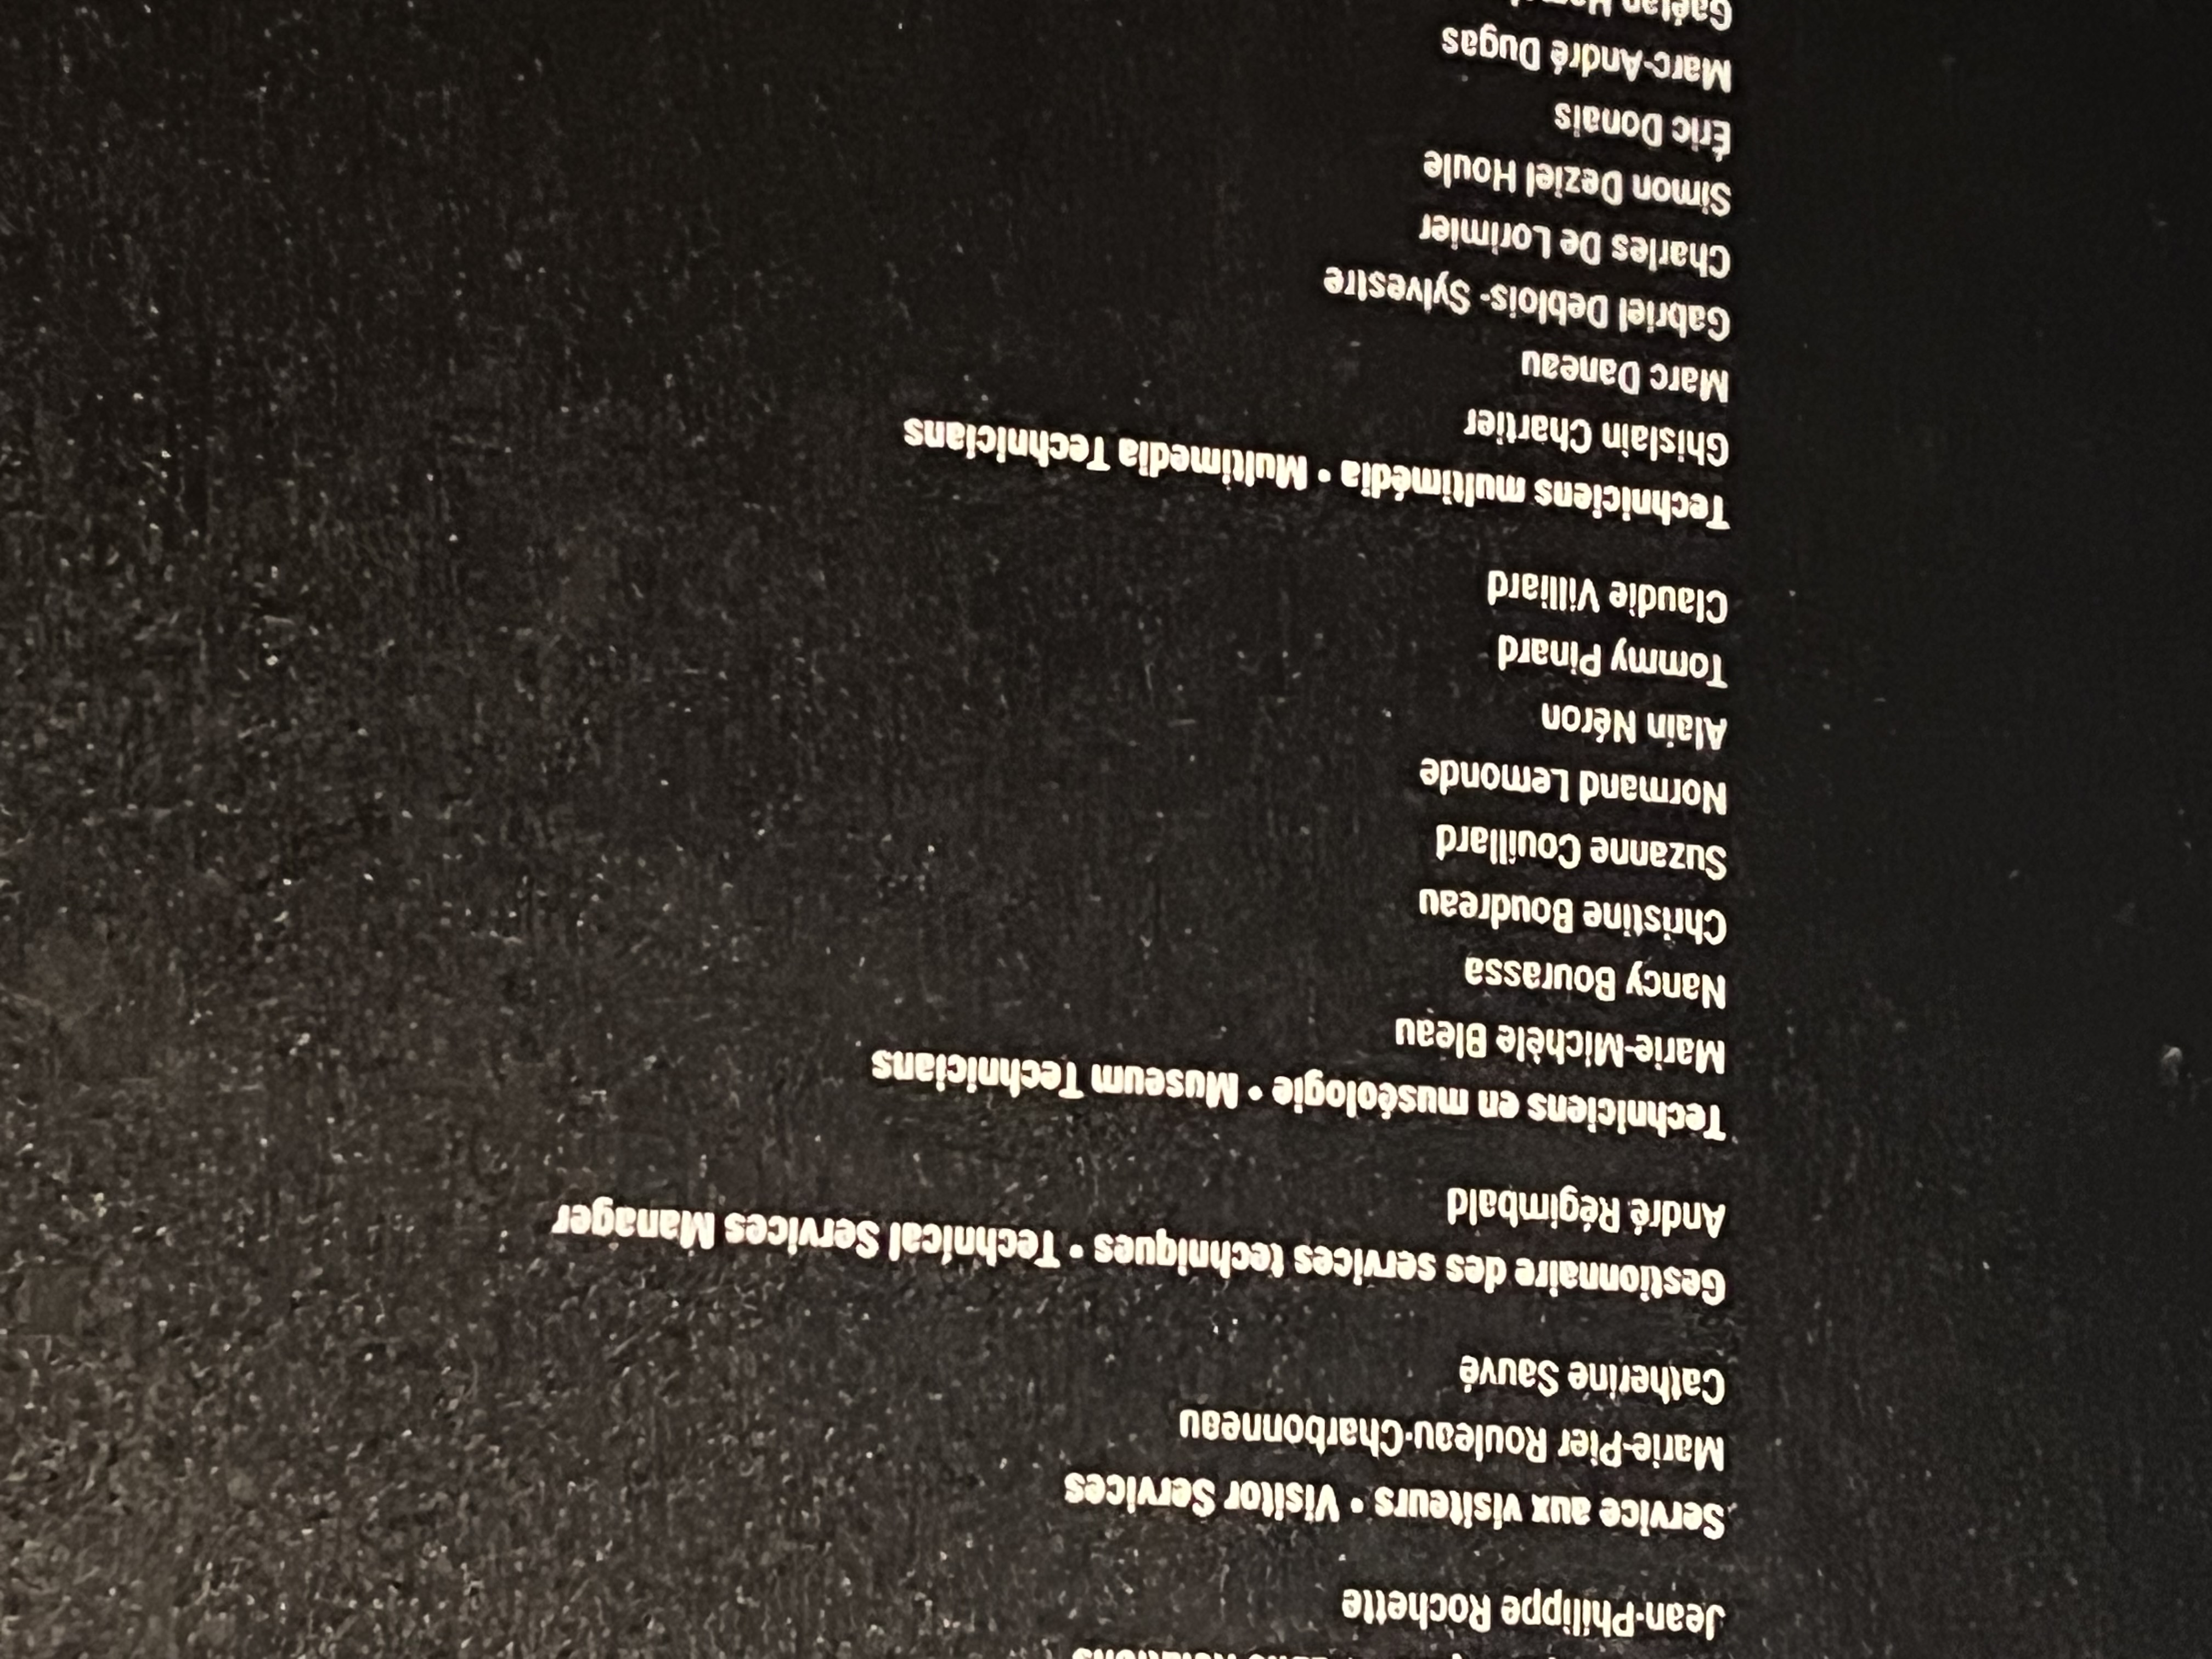 Relations
Jean-Philippe Rochette
Service aux visiteurs • Visitor Services
Marie-Pier Rouleau-Charbonneau
Catherine Sauvé
Gestionnaire des services techniques • Technical Services Manager
André Régimbald
Techniciens en muséologie • Museum Technicians
Marie-Michèle Bleau
Nancy Bourassa
Christine Boudreau
Suzanne Couillard
Normand Lemonde
Alain Néron
Tommy Pinard
Claudie Villiard
Techniciens multimédia • Multimedia Technicians
Ghislain Chartier
Marc Daneau
Gabriel Deblois- Sylvestre
Charles De Lorimier
Simon Deziel Houle
Éric Donais
Marc-André Dugas
Gaétan